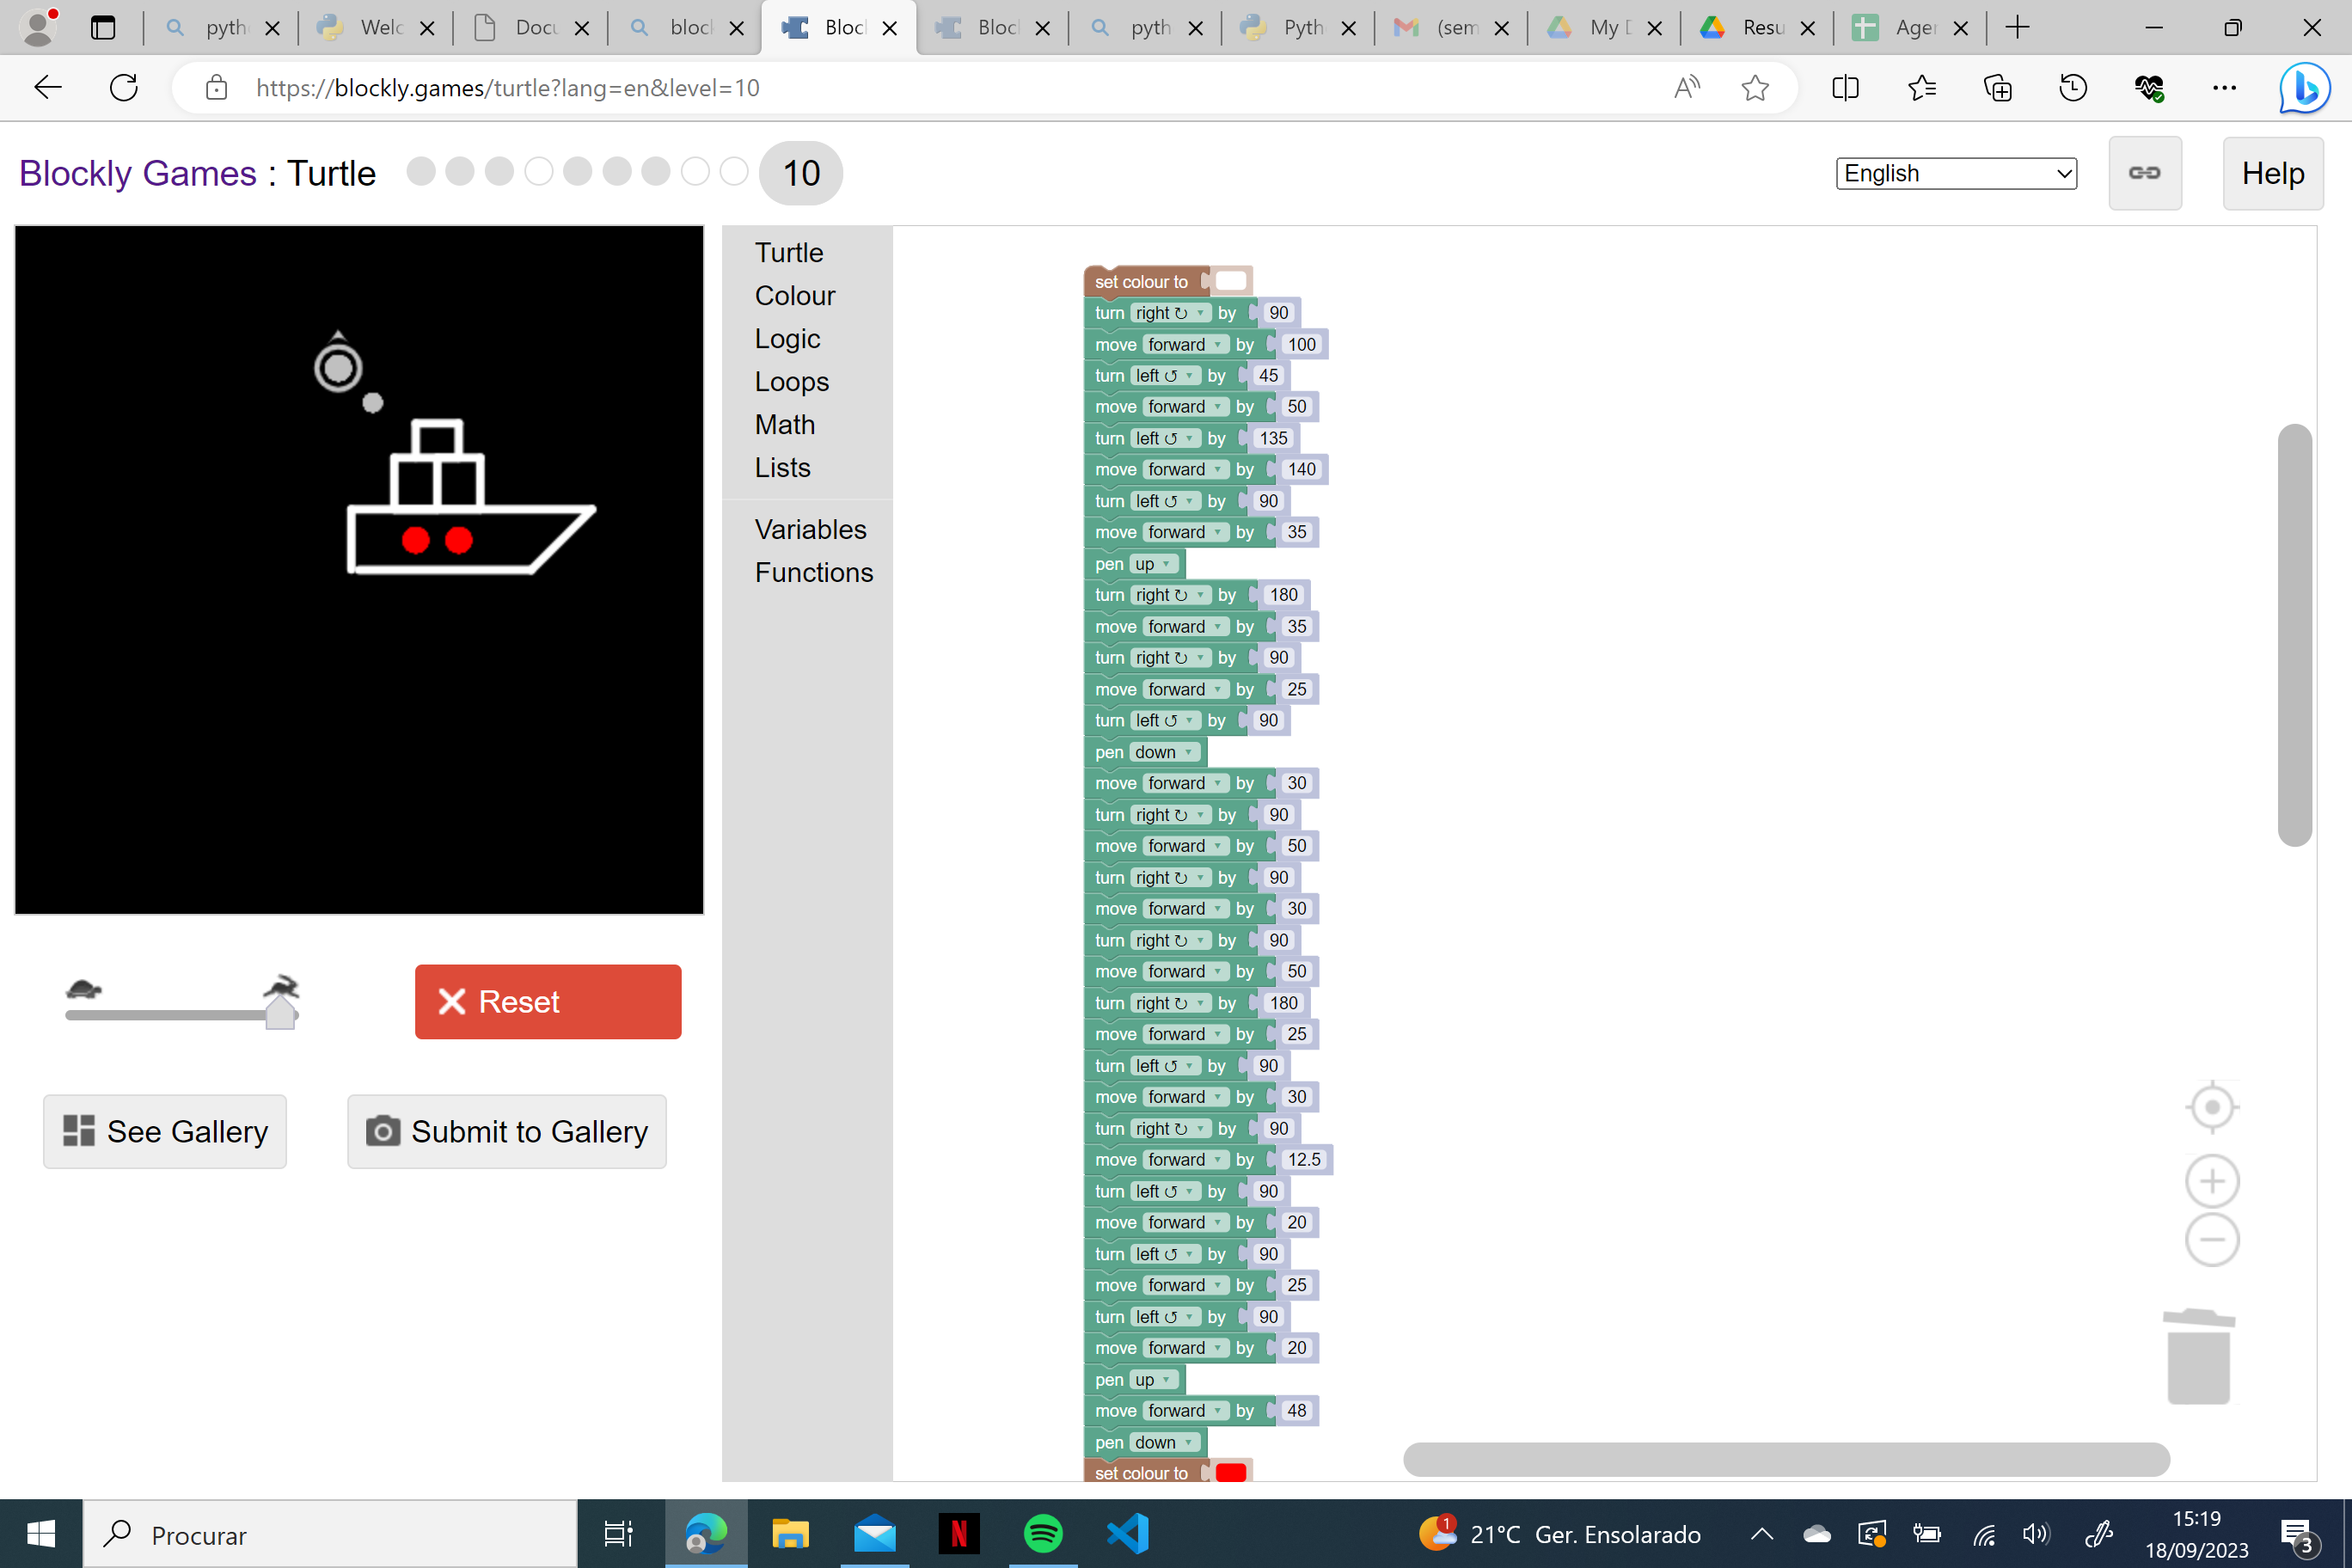 pyth
Welc
Docu
block
Block
Block
pyth
Pyth
(sem
My D
Resu
Agen
https://blockly.games/turtle?lang=en&level=10
Blockly Games : Turtle
10
English
Help
Turtle
Colour
Logic
Loops
Math
Lists
Variables
Functions
set colour to
turn right ↻ by 90
move forward by 100
turn left ↺ by 45
move forward by 50
turn left ↺ by 135
move forward by 140
turn left ↺ by 90
move forward by 35
pen up
turn right ↻ by 180
move forward by 35
turn right ↻ by 90
move forward by 25
turn left ↺ by 90
pen down
move forward by 30
turn right ↻ by 90
move forward by 50
turn right ↻ by 90
move forward by 30
turn right ↻ by 90
move forward by 50
turn right ↻ by 180
move forward by 25
turn left ↺ by 90
move forward by 30
turn right ↻ by 90
move forward by 12.5
turn left ↺ by 90
move forward by 20
turn left ↺ by 90
move forward by 25
turn left ↺ by 90
move forward by 20
pen up
move forward by 48
pen down
set colour to
Reset
See Gallery
Submit to Gallery
Procurar
N
1
21°C Ger. Ensolarado
15:19
18/09/2023
3